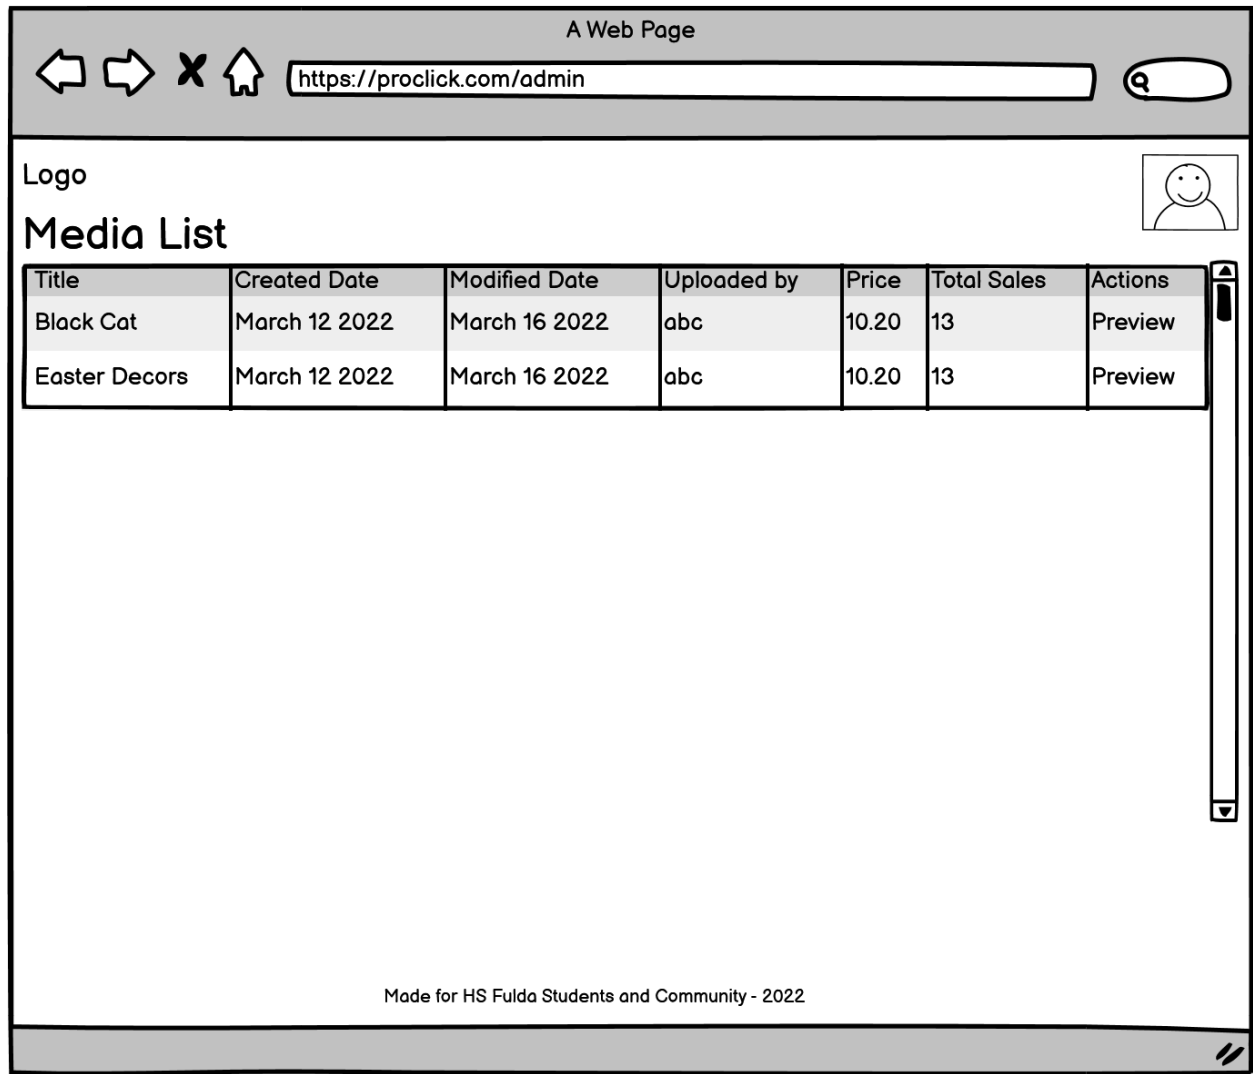 A Web Page
https://proclick.com/admin
Logo
Media List
Title Created Date Modified Date Uploaded by Price Total Sales Actions
Black Cat March 12 2022 March 16 2022 abc 10.20 13 Preview
Easter Decors March 12 2022 March 16 2022 abc 10.20 13 Preview
Made for HS Fulda Students and Community - 2022